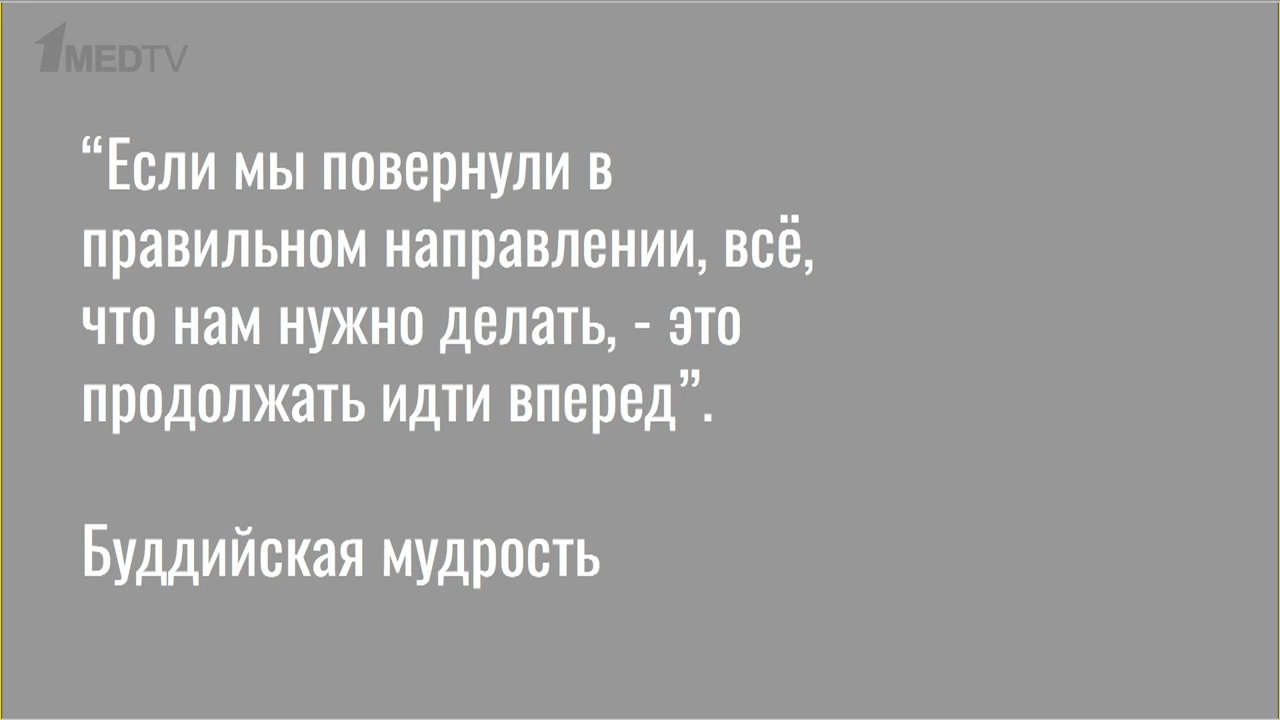 1MEDTV
“Если мы повернули в
правильном направлении, всё,
что нам нужно делать, - это
продолжать идти вперед”.
Буддийская мудрость